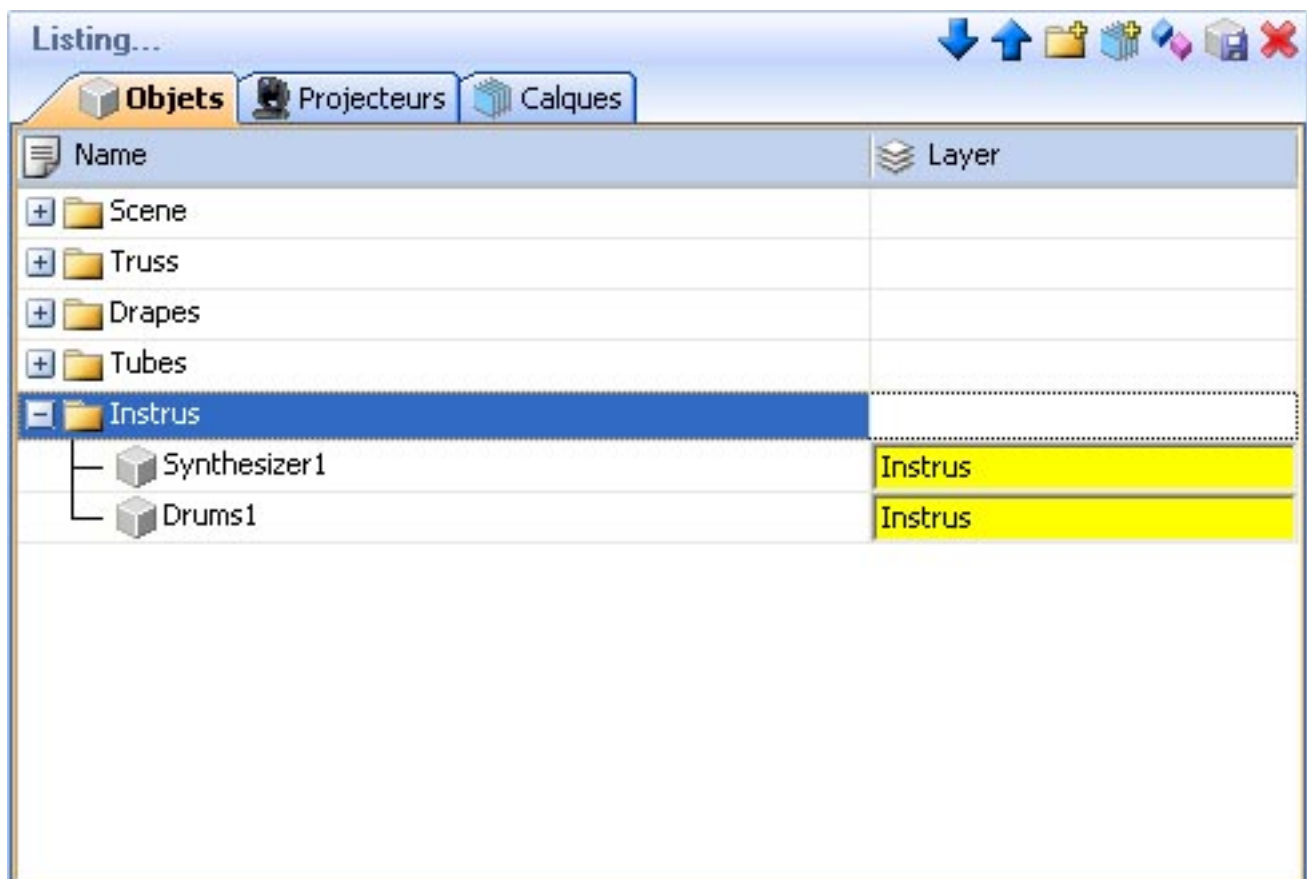 Listing...
Objets Projecteurs Calques
Name Layer
Scene
Truss
Drapes
Tubes
Instrus
Synthesizer1 Instrus
Drums1 Instrus